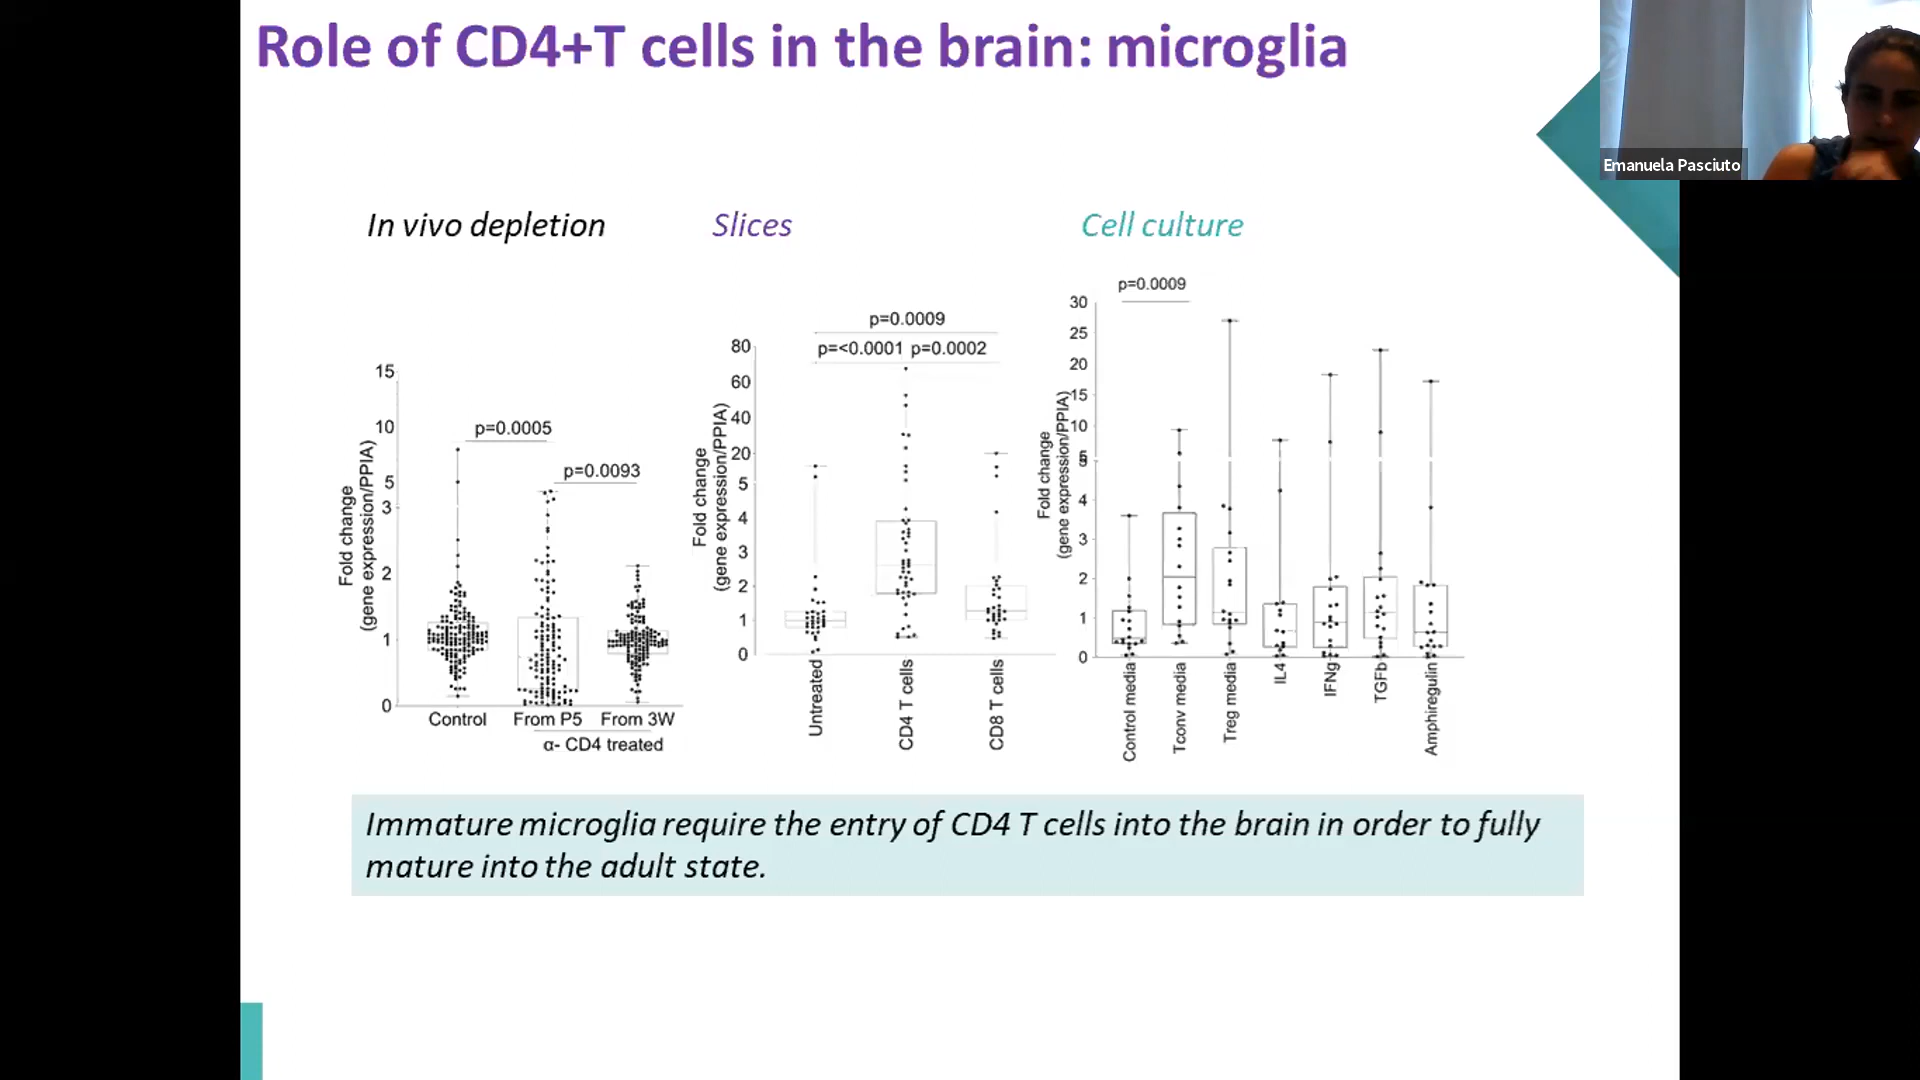 Role of CD4+T cells in the brain: microglia
Emanuela Pasciuto
In vivo depletion
Slices
Cell culture
15
10
5
3
2
1
0
Fold change
(gene expression/PPIA)
p=0.0005
p=0.0093
Control
From P5
From 3W
α- CD4 treated
80
60
40
20
5
4
3
2
1
0
Fold change
(gene expression/PPIA)
p=0.0009
p=<0.0001 p=0.0002
Untreated
CD4 T cells
CD8 T cells
30
25
20
15
10
5
4
3
2
1
0
Fold change
(gene expression/PPIA)
p=0.0009
Control media
Tconv media
Treg media
IL4
IFNg
TGFb
Amphiregulin
Immature microglia require the entry of CD4 T cells into the brain in order to fully
mature into the adult state.